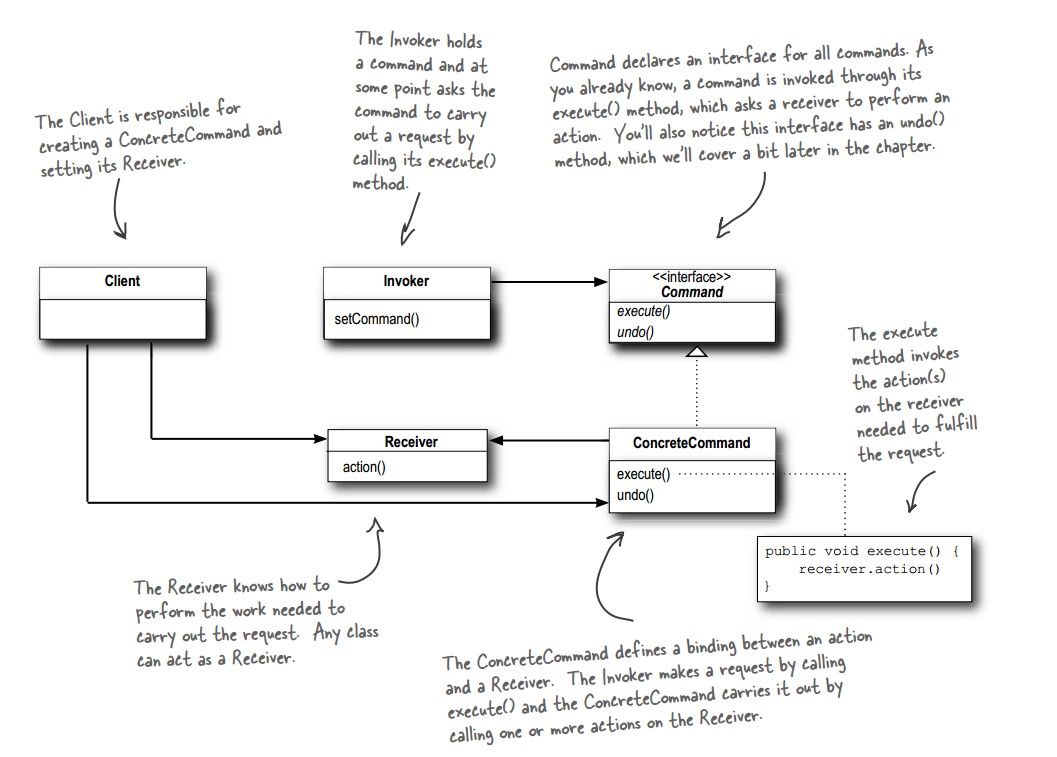 The Client is responsible for
creating a ConcreteCommand and
setting its Receiver.
The Invoker holds
a command and at
some point asks the
command to carry
out a request by
calling its execute()
method.
Command declares an interface for all commands. As
you already know, a command is invoked through its
execute() method, which asks a receiver to perform an
action. You'll also notice this interface has an undo()
method, which we'll cover a bit later in the chapter.
Client
Invoker
setCommand()
<<interface>>
Command
execute()
undo()
The execute
method invokes
the action(s)
on the receiver
needed to fulfill
the request.
Receiver
action()
ConcreteCommand
execute()
undo()
public void execute() {
receiver.action()
}
The Receiver knows how to
perform the work needed to
carry out the request. Any class
can act as a Receiver.
The ConcreteCommand defines a binding between an action
and a Receiver. The Invoker makes a request by calling
execute() and the ConcreteCommand carries it out by
calling one or more actions on the Receiver.